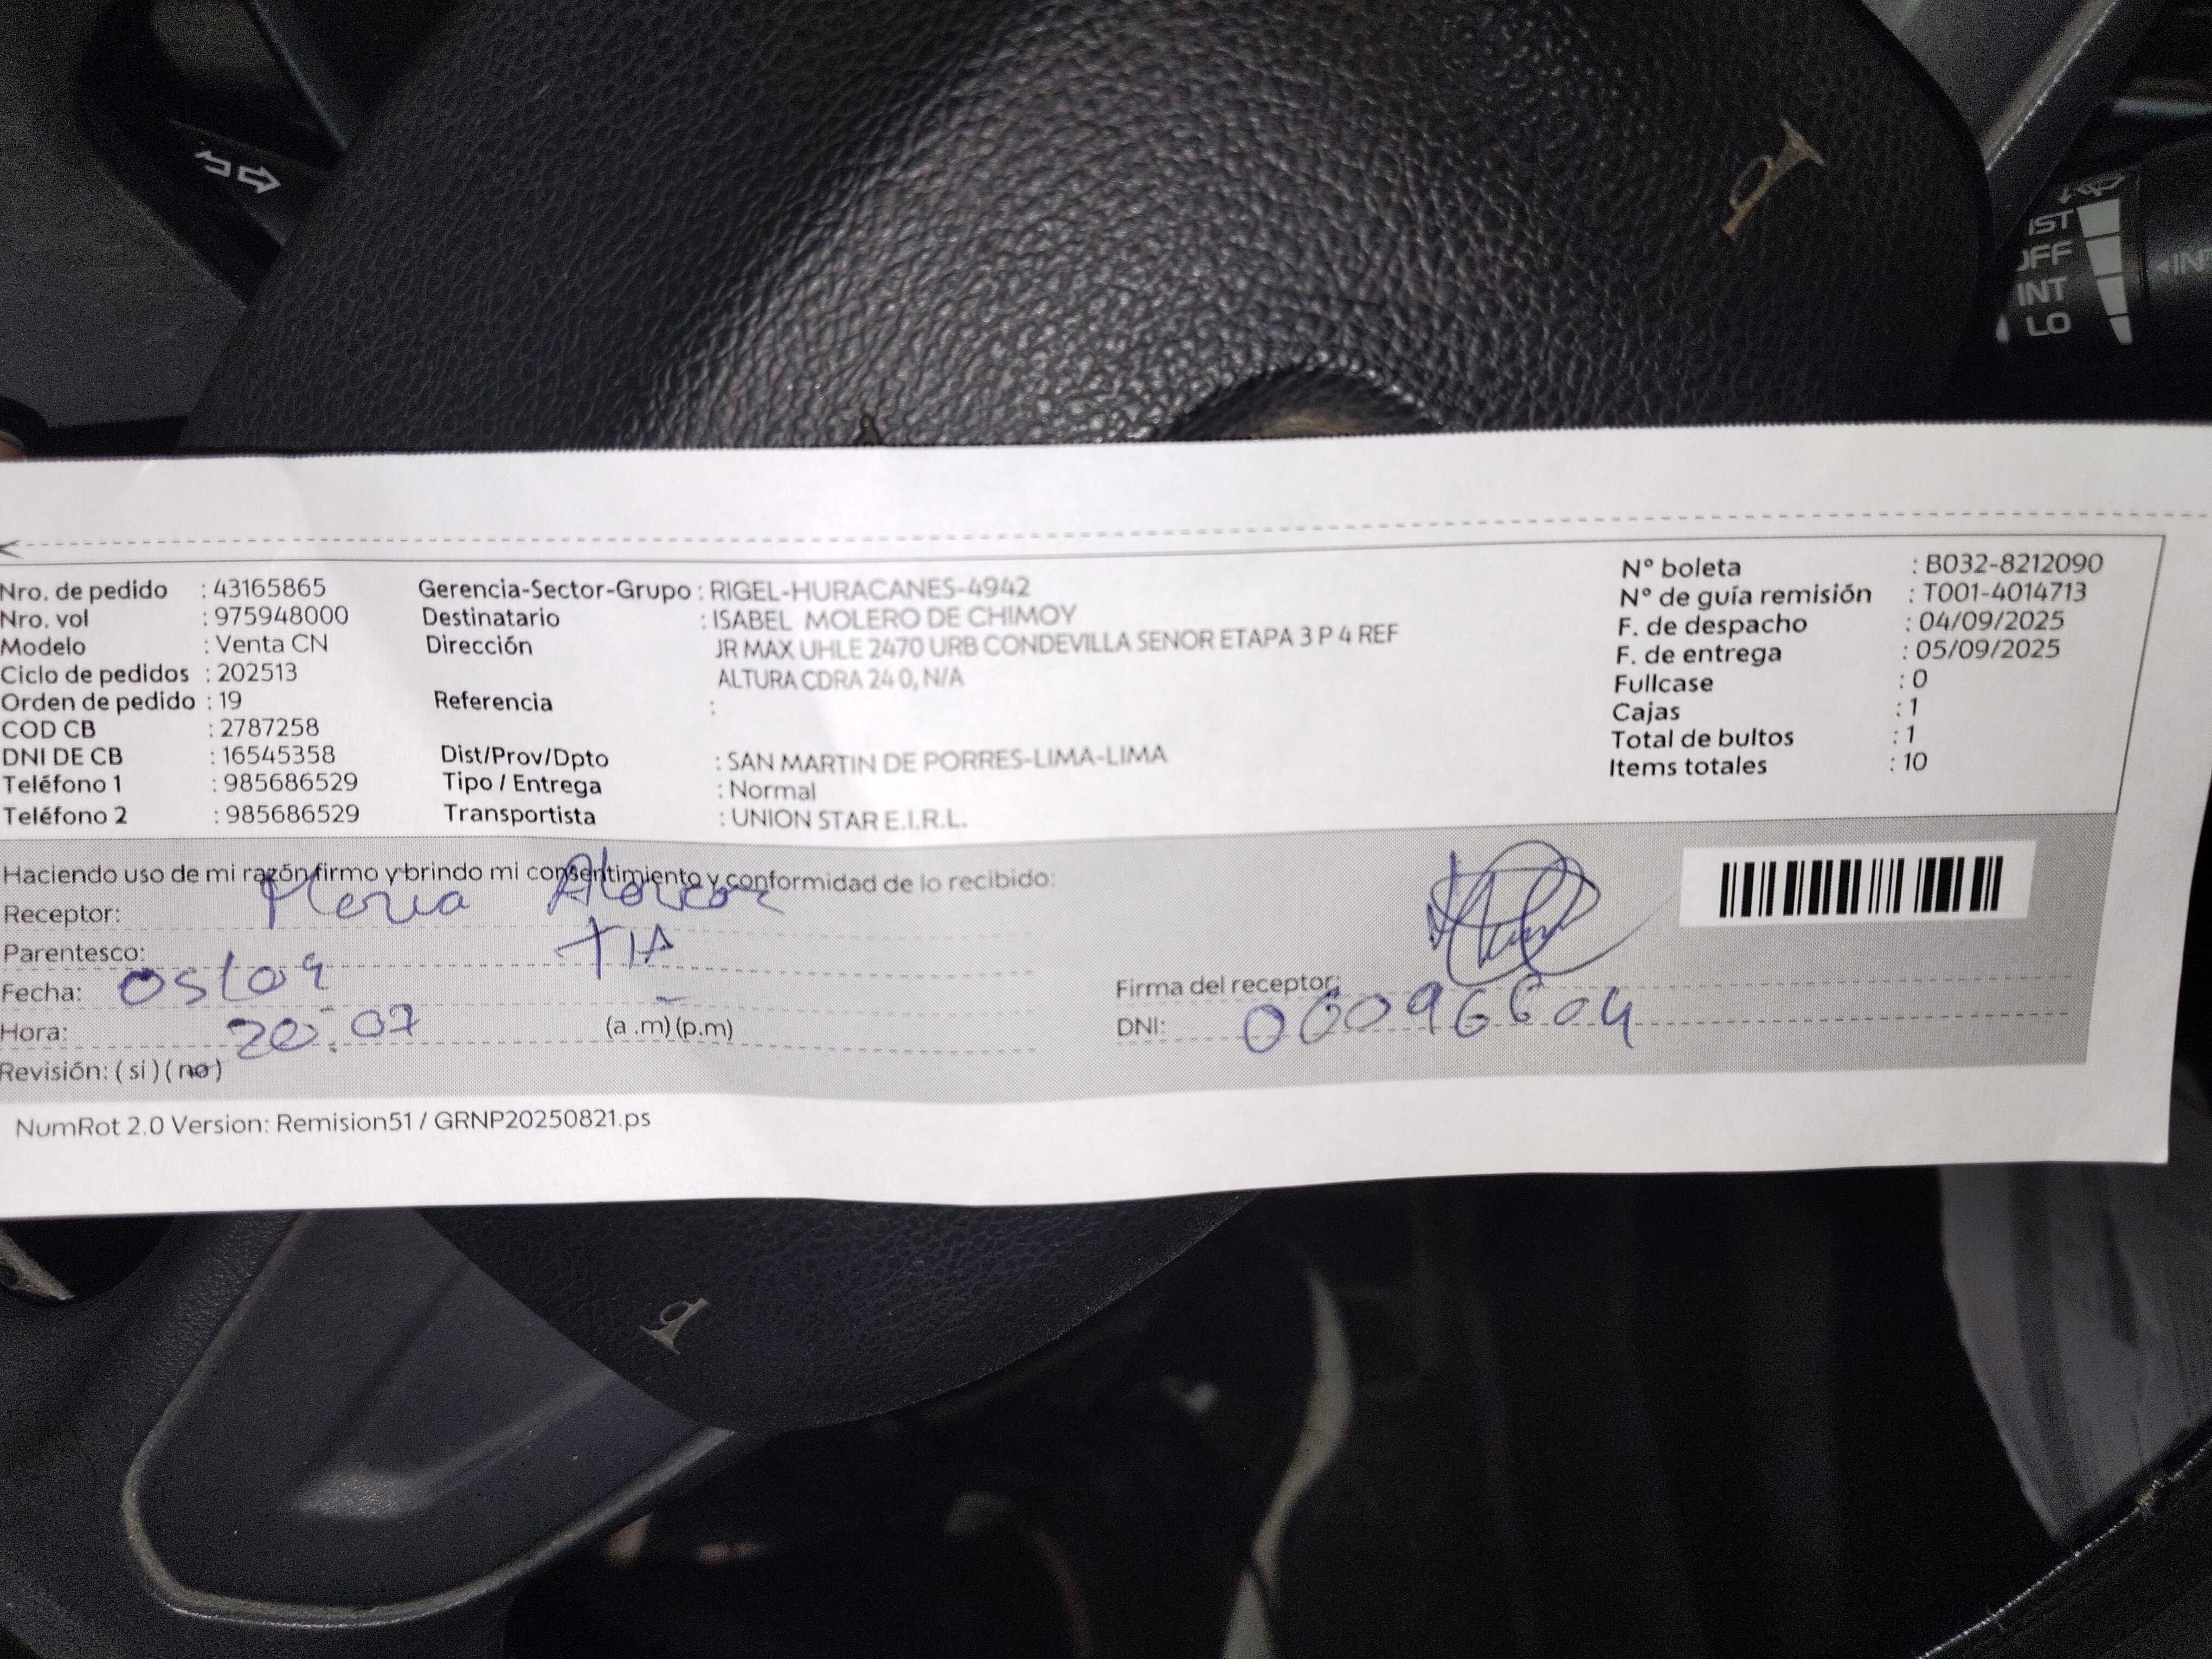 IST
OFF
INT
LO
Nro. de pedido : 43165865
Nro. vol : 975948000
Modelo : Venta CN
Ciclo de pedidos : 202513
Orden de pedido : 19
COD CB : 2787258
DNI DE CB : 16545358
Teléfono 1 : 985686529
Teléfono 2 : 985686529
Gerencia-Sector-Grupo : RIGEL-HURACANES-4942
Destinatario : ISABEL MOLERO DE CHIMOY
Dirección JR MAX UHLE 2470 URB CONDEVILLA SENOR ETAPA 3 P 4 REF
ALTURA CDRA 24 0, N/A
Referencia :
Dist/Prov/Dpto : SAN MARTIN DE PORRES-LIMA-LIMA
Tipo / Entrega : Normal
Transportista : UNION STAR E.I.R.L.
N° boleta : B032-8212090
N° de guía remisión : T001-4014713
F. de despacho : 04/09/2025
F. de entrega : 05/09/2025
Fullcase : 0
Cajas : 1
Total de bultos : 1
Items totales : 10
Haciendo uso de mi razón firmo y brindo mi consentimiento y conformidad de lo recibido:
Receptor:
Parentesco: TIA
Fecha: 05/09
Hora: 20:07 (a .m) (p.m)
Revisión: ( si ) ( no )
Firma del receptor:
DNI: 06096604
NumRot 2.0 Version: Remision51 / GRNP20250821.ps